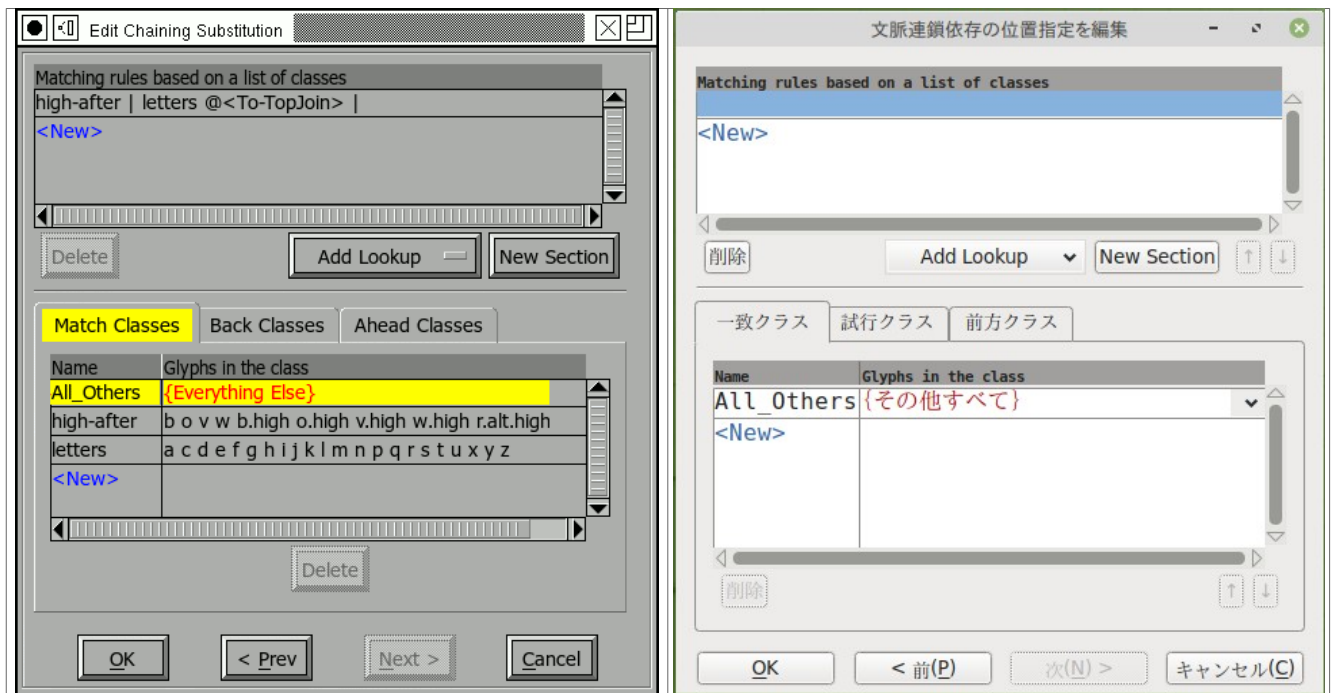 Edit Chaining Substitution
Matching rules based on a list of classes
high-after | letters @<To-TopJoin> |
<New>
Delete
Add Lookup
New Section
Match Classes
Back Classes
Ahead Classes
Name Glyphs in the class
All_Others {Everything Else}
high-after b o v w b.high o.high v.high w.high r.alt.high
letters a c d e f g h i j k l m n p q r s t u x y z
<New>
Delete
OK
< Prev
Next >
Cancel
文脈連鎖依存の位置指定を編集
Matching rules based on a list of classes
<New>
削除
Add Lookup
New Section
↑
↓
一致クラス
試行クラス
前方クラス
Name Glyphs in the class
All_Others {その他すべて}
<New>
削除
↑
↓
OK
< 前(P)
次(N) >
キャンセル(C)